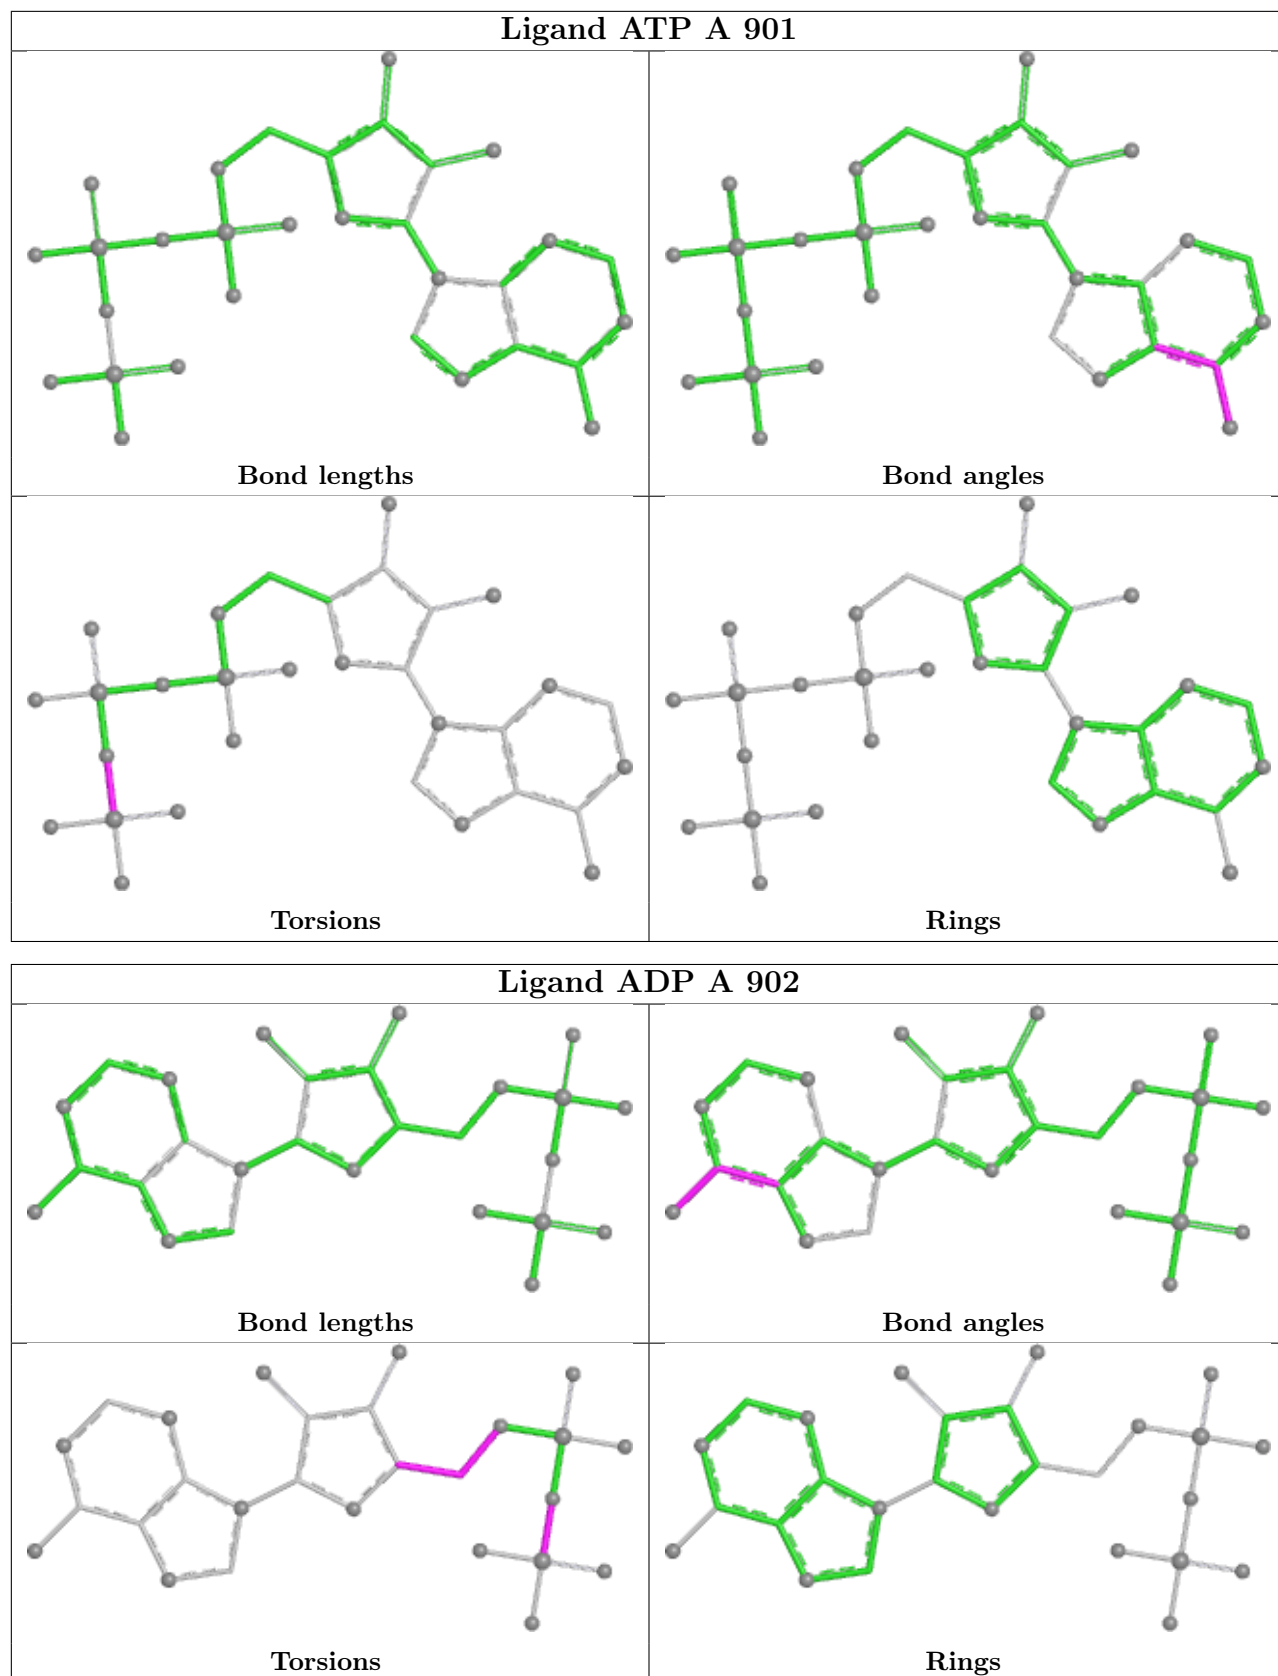 Ligand ATP A 901
Bond lengths
Bond angles
Torsions
Rings
Ligand ADP A 902
Bond lengths
Bond angles
Torsions
Rings